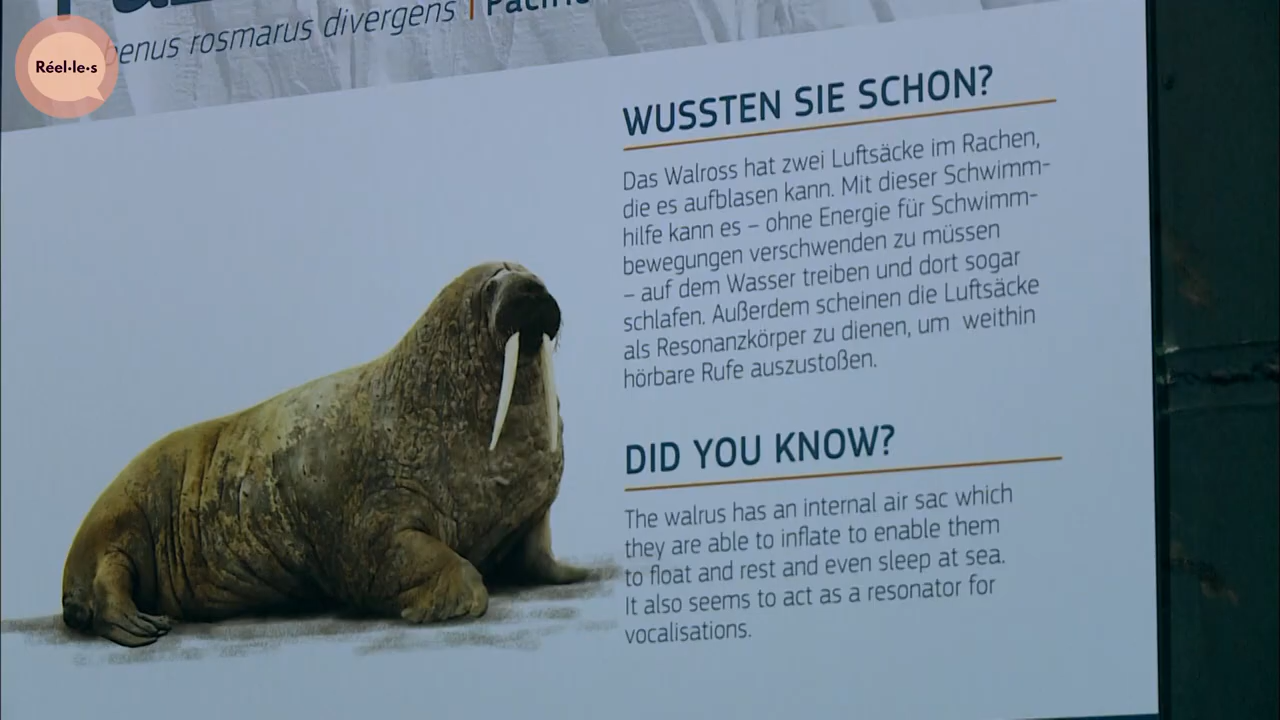 rosmarus divergens |
Réel·le·s
WUSSTEN SIE SCHON?
Das Walross hat zwei Luftsäcke im Rachen,
die es aufblasen kann. Mit dieser Schwimm-
hilfe kann es – ohne Energie für Schwimm-
bewegungen verschwenden zu müssen
– auf dem Wasser treiben und dort sogar
schlafen. Außerdem scheinen die Luftsäcke
als Resonanzkörper zu dienen, um weithin
hörbare Rufe auszustoßen.
DID YOU KNOW?
The walrus has an internal air sac which
they are able to inflate to enable them
to float and rest and even sleep at sea.
It also seems to act as a resonator for
vocalisations.